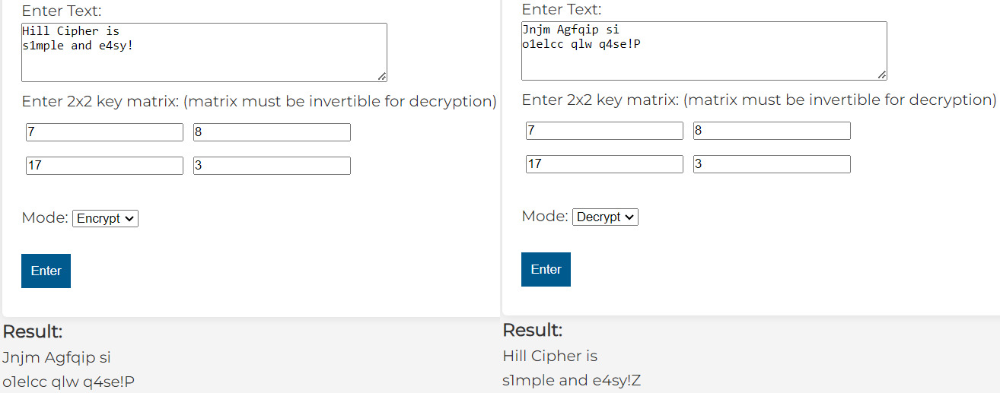 Enter Text:
Hill Cipher is
s1mple and e4sy!
Enter 2x2 key matrix: (matrix must be invertible for decryption)
7 8
17 3
Mode: Encrypt
Enter
Result:
Jnjm Agfqip si
o1elcc qlw q4se!P
Enter Text:
Jnjm Agfqip si
o1elcc qlw q4se!P
Enter 2x2 key matrix: (matrix must be invertible for decryption)
7 8
17 3
Mode: Decrypt
Enter
Result:
Hill Cipher is
s1mple and e4sy!Z